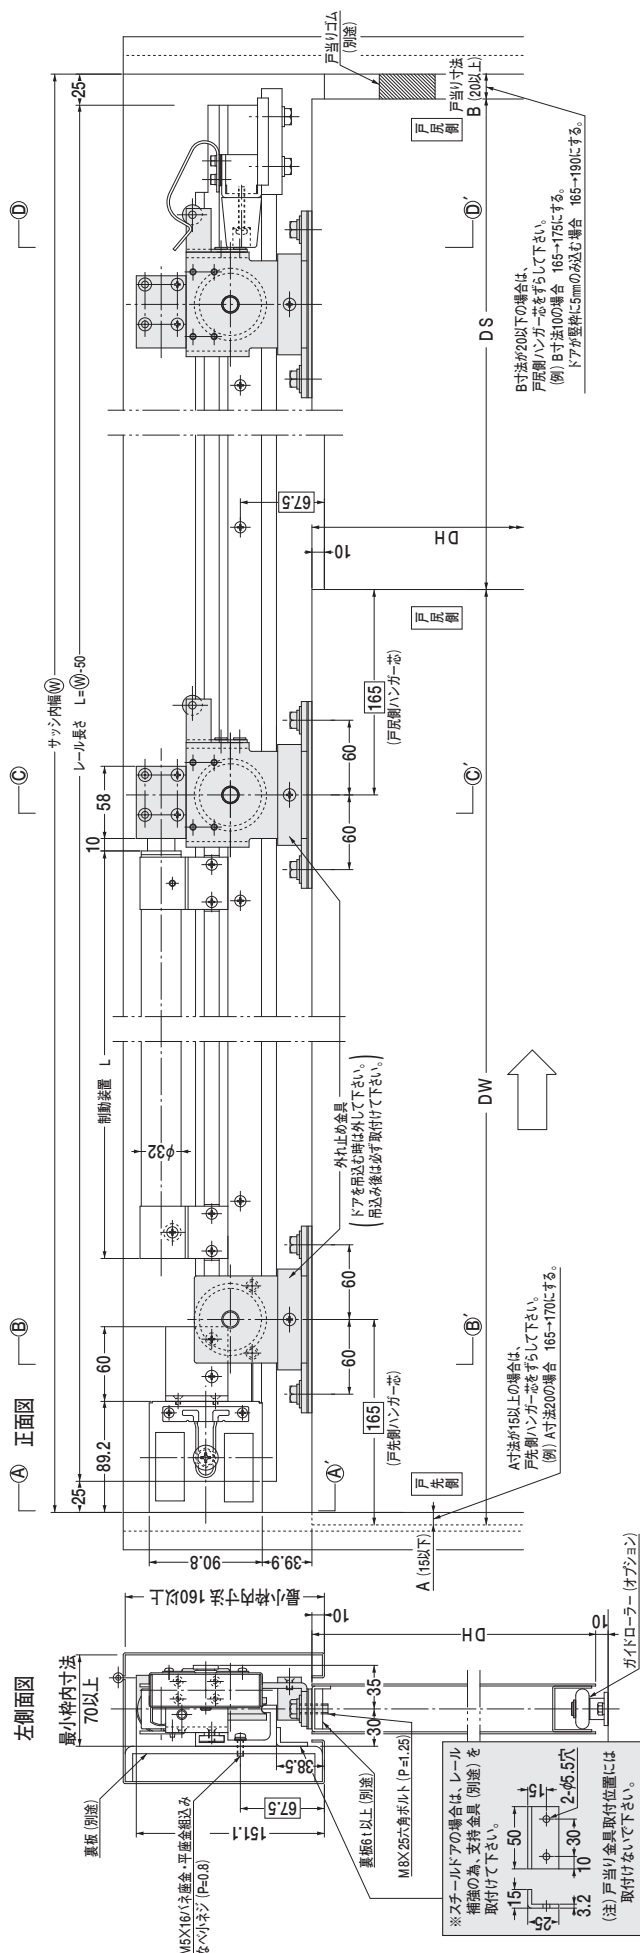 左側面図
最小枠内寸法
70以上
裏板 (別途)
M5X16バネ座金・平座金組込み
なべ小ネジ (P=0.8)
151.1
67.5
38.5
30
35
最小枠内寸法 160以上
10
DH
10
裏板6t以上 (別途)
M8X25六角ボルト (P=1.25)
ガイドローラー (オプション)
※スチールドアの場合は、レール
補強の為、支持金具 (別途) を
取付けて下さい。
50
15
15
2-φ5.5穴
25
3.2
10
30
(注) 戸当り金具取付位置には
取付けないで下さい。
正面図
Ⓐ
Ⓑ
Ⓒ
Ⓓ
サッシ内幅Ⓦ
レール長さ L=Ⓦ-50
25
25
89.2
60
制動装置 L
10
58
φ32
90.8
39.9
60
60
60
60
165
(戸先側ハンガー芯)
165
(戸尻側ハンガー芯)
外れ止め金具
(ドアを吊込む時は外して下さい。
吊込み後は必ず取付けて下さい。)
67.5
10
DH
戸当りゴム
(別途)
戸当り寸法
B (20以上)
戸尻側
戸尻側
戸先側
Ⓐ´
Ⓑ´
Ⓒ´
Ⓓ´
A (15以下)
DW
DS
A寸法が15以上の場合は、
戸先側ハンガー芯をずらして下さい。
(例) A寸法20の場合 165→170にする。
B寸法が20以下の場合は、
戸尻側ハンガー芯をずらして下さい。
(例) B寸法10の場合 165→175にする。
ドアが竪枠に5mmのみ込む場合 165→190にする。